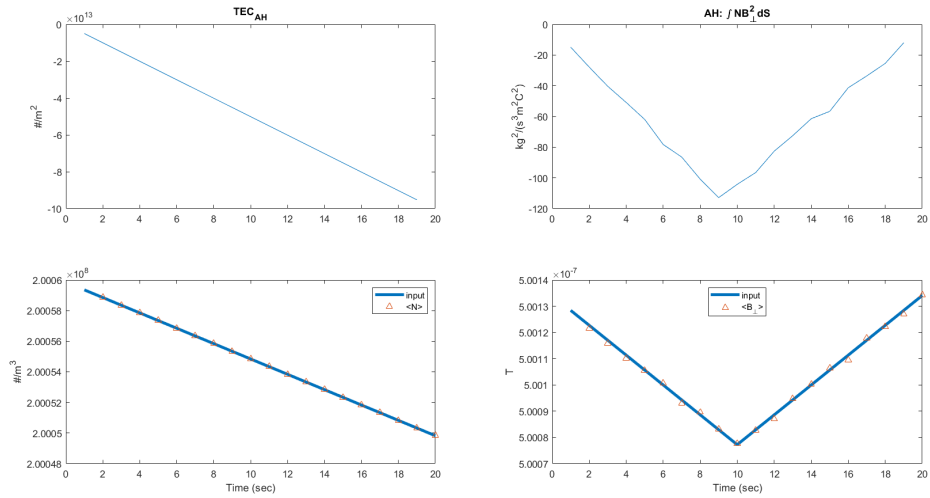 TEC_AH
×10^13
0
-2
-4
-6
-8
-10
#/m^2
0 2 4 6 8 10 12 14 16 18 20
AH: ∫ NB_⊥^2 dS
0
-20
-40
-60
-80
-100
-120
kg^2/(s^3m^2C^2)
0 2 4 6 8 10 12 14 16 18 20
×10^8
2.0006
2.00058
2.00056
2.00054
2.00052
2.0005
2.00048
#/m^3
input
<N>
0 2 4 6 8 10 12 14 16 18 20
Time (sec)
×10^-7
5.0014
5.0013
5.0012
5.0011
5.001
5.0009
5.0008
5.0007
T
input
<B_⊥>
0 2 4 6 8 10 12 14 16 18 20
Time (sec)